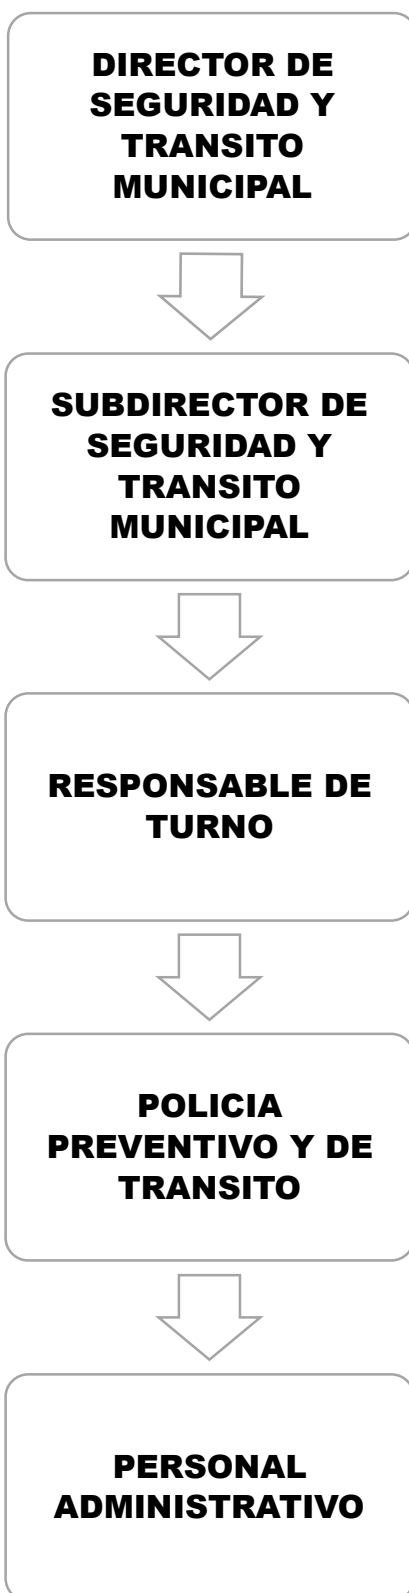 DIRECTOR DE
SEGURIDAD Y
TRANSITO
MUNICIPAL
SUBDIRECTOR DE
SEGURIDAD Y
TRANSITO
MUNICIPAL
RESPONSABLE DE
TURNO
POLICIA
PREVENTIVO Y DE
TRANSITO
PERSONAL
ADMINISTRATIVO